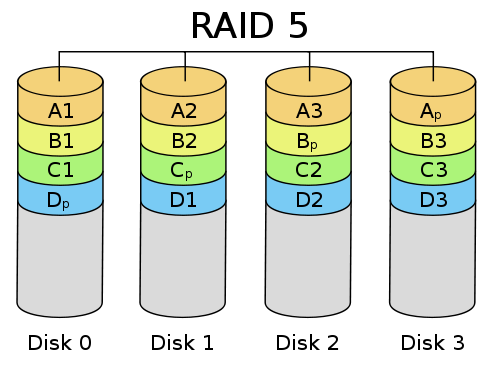 RAID 5
A1 A2 A3 Ap
B1 B2 Bp B3
C1 Cp C2 C3
Dp D1 D2 D3
Disk 0 Disk 1 Disk 2 Disk 3